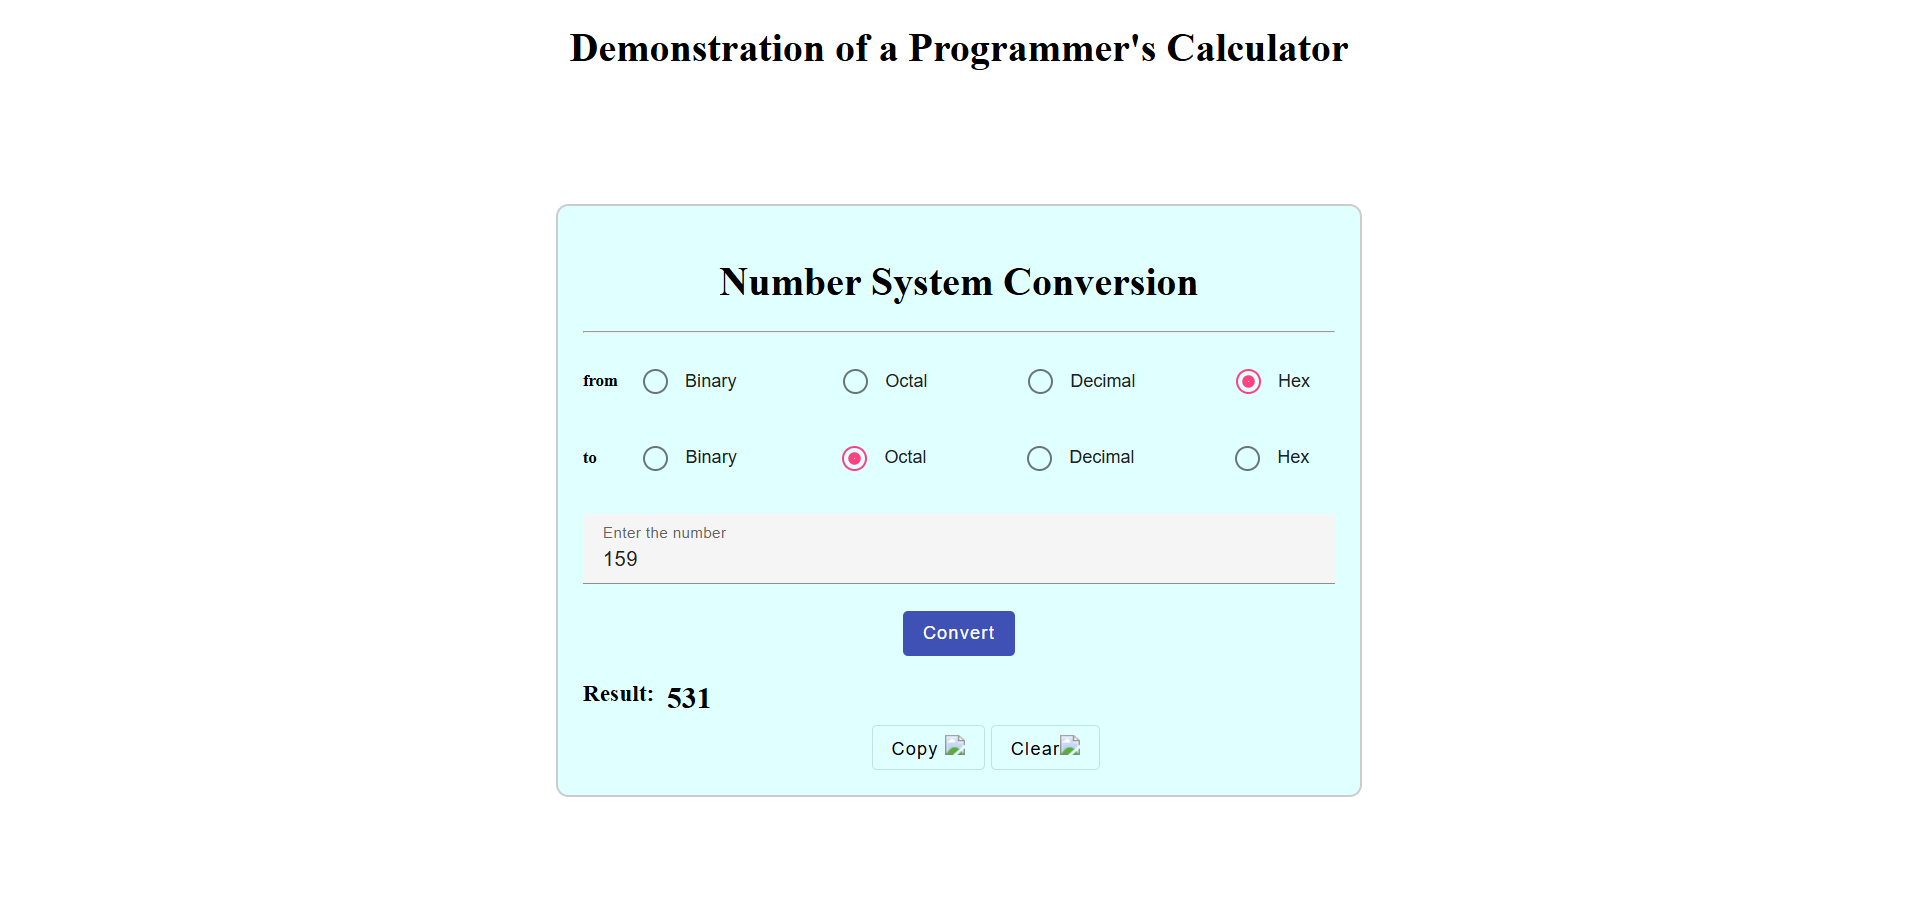 Demonstration of a Programmer's Calculator
Number System Conversion
from Binary Octal Decimal Hex
to Binary Octal Decimal Hex
Enter the number
159
Convert
Result: 531
Copy Clear